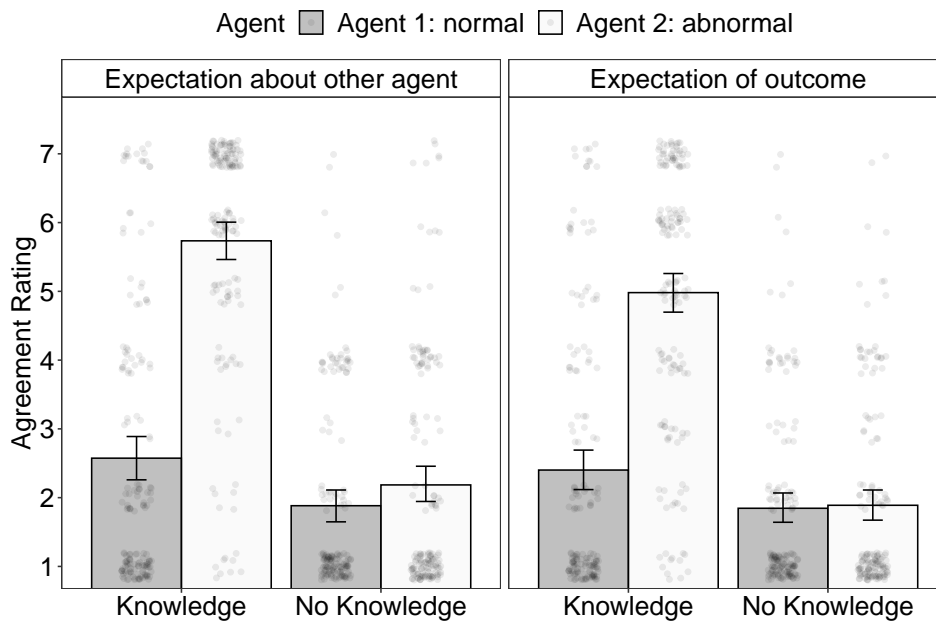 Agent Agent 1: normal Agent 2: abnormal
Expectation about other agent
Expectation of outcome
Agreement Rating
7
6
5
4
3
2
1
Knowledge
No Knowledge
Knowledge
No Knowledge